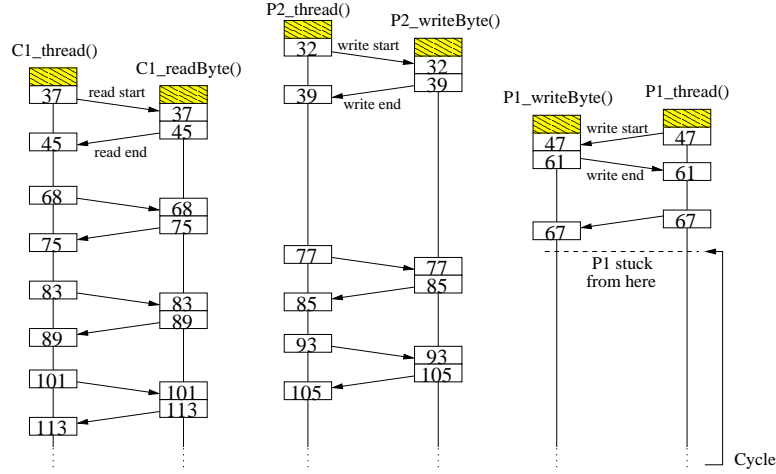 P2_thread()
P2_writeByte()
C1_thread()
C1_readByte()
P1_writeByte()
P1_thread()
32
write start
32
39
39
write end
37
read start
37
45
45
read end
47
write start
47
61
61
write end
68
68
75
75
67
67
P1 stuck
from here
77
77
85
85
83
83
89
89
93
93
105
105
101
101
113
113
Cycle